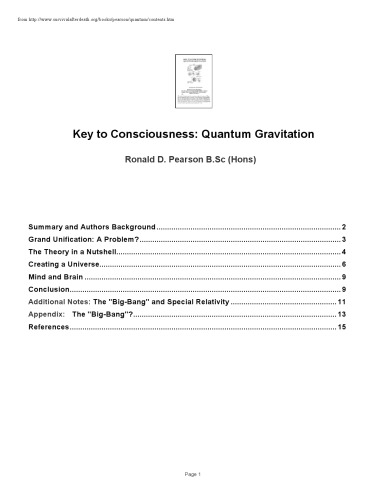 from http://www.survivalafterdeath.org/books/pearson/quantum/contents.htm
Key to Consciousness: Quantum Gravitation
Ronald D. Pearson B.Sc (Hons)
Summary and Authors Background 2
Grand Unification: A Problem? 3
The Theory in a Nutshell 4
Creating a Universe 6
Mind and Brain 9
Conclusion 9
Additional Notes: The "Big-Bang" and Special Relativity 11
Appendix: The "Big-Bang"? 13
References 15
Page 1